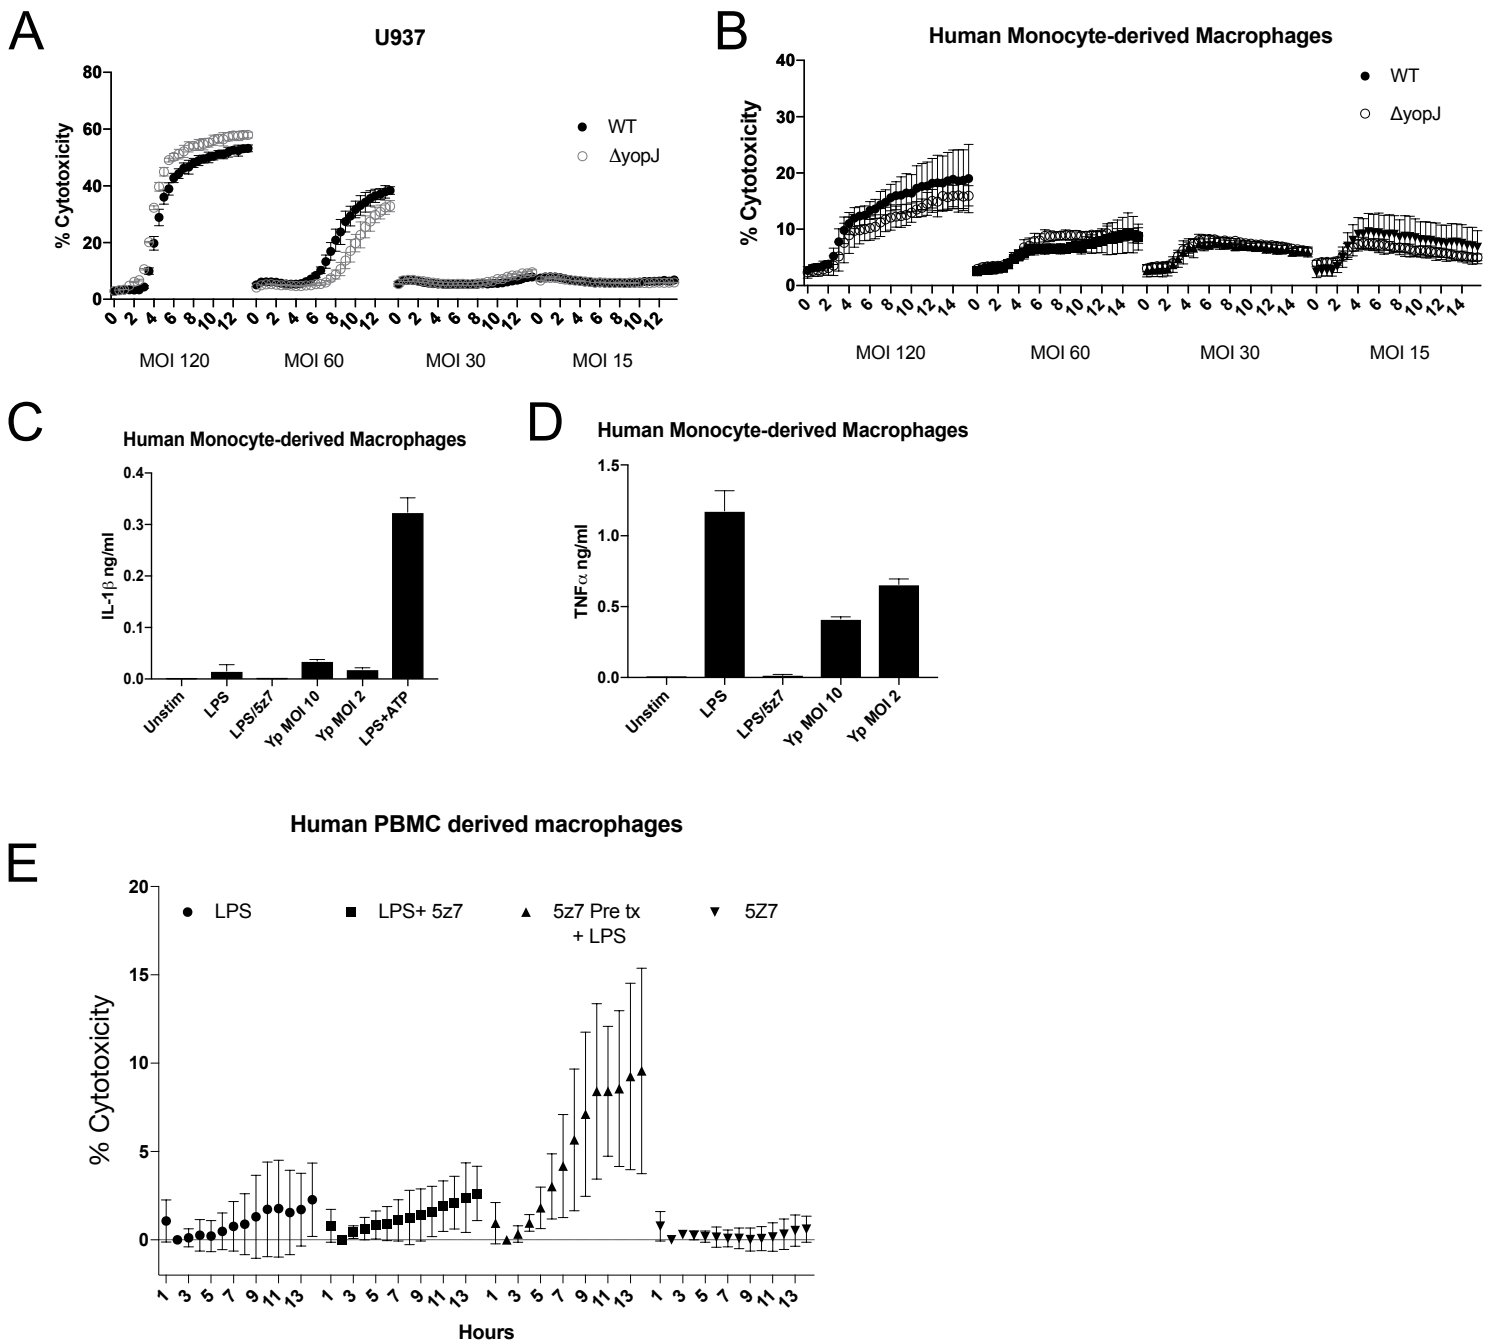 A
U937
80
60
40
20
0
% Cytotoxicity
WT
ΔyopJ
0 2 4 6 8 10 12 0 2 4 6 8 10 12 0 2 4 6 8 10 12 0 2 4 6 8 10 12
MOI 120 MOI 60 MOI 30 MOI 15
B
Human Monocyte-derived Macrophages
40
30
20
10
0
% Cytotoxicity
WT
ΔyopJ
0 2 4 6 8 10 12 14 0 2 4 6 8 10 12 14 0 2 4 6 8 10 12 14 0 2 4 6 8 10 12 14
MOI 120 MOI 60 MOI 30 MOI 15
C
Human Monocyte-derived Macrophages
0.4
0.3
0.2
0.1
0.0
IL-1β ng/ml
Unstim LPS LPS/5z7 Yp MOI 10 Yp MOI 2 LPS+ATP
D
Human Monocyte-derived Macrophages
1.5
1.0
0.5
0.0
TNFα ng/ml
Unstim LPS LPS/5z7 Yp MOI 10 Yp MOI 2
Human PBMC derived macrophages
E
20
15
10
5
0
% Cytotoxicity
LPS LPS+ 5z7 5z7 Pre tx 5Z7
+ LPS
1 3 5 7 9 11 13 1 3 5 7 9 11 13 1 3 5 7 9 11 13 1 3 5 7 9 11 13
Hours